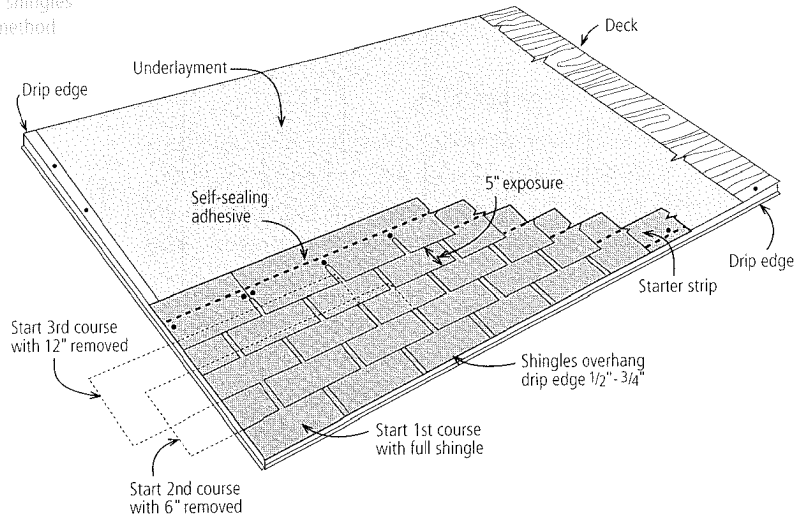 shingles
method
Deck
Underlayment
Drip edge
Self-sealing
adhesive
5" exposure
Drip edge
Starter strip
Start 3rd course
with 12" removed
Shingles overhang
drip edge 1/2"- 3/4"
Start 1st course
with full shingle
Start 2nd course
with 6" removed